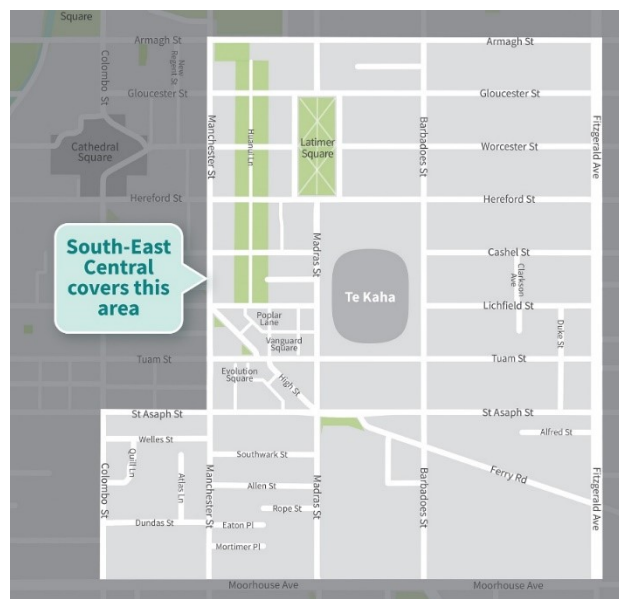 Square
Armagh St
Armagh St
Colombo St
New
Regent St
Gloucester St
Gloucester St
Manchester St
Huanui Ln
Latimer
Square
Barbadoes St
Fitzgerald Ave
Cathedral
Square
Worcester St
Hereford St
Hereford St
Madras St
South-East
Central
covers this
area
Cashel St
Clarkson
Ave
Te Kaha
Lichfield St
Poplar
Lane
Duke St
Vanguard
Square
Tuam St
Tuam St
Evolution
Square
High St
St Asaph St
St Asaph St
Alfred St
Welles St
Quill Ln
Southwark St
Ferry Rd
Colombo St
Atlas Ln
Manchester St
Madras St
Barbadoes St
Fitzgerald Ave
Allen St
Rope St
Dundas St
Eaton Pl
Mortimer Pl
Moorhouse Ave
Moorhouse Ave